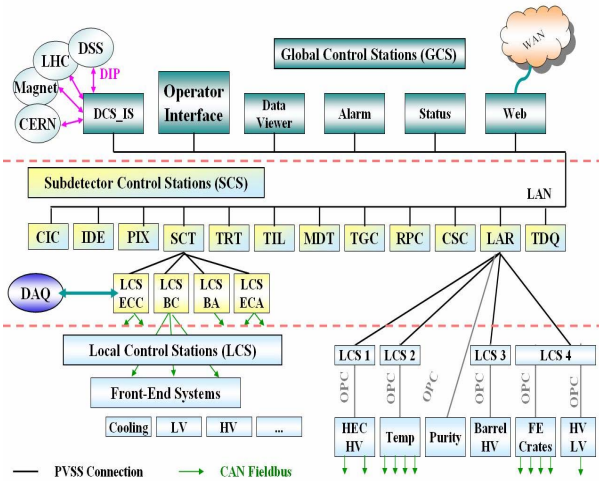 DSS
LHC
DIP
Magnet
CERN
Global Control Stations (GCS)
WAN
DCS_IS
Operator
Interface
Data
Viewer
Alarm
Status
Web
Subdetector Control Stations (SCS)
LAN
CIC
IDE
PIX
SCT
TRT
TIL
MDT
TGC
RPC
CSC
LAR
TDQ
DAQ
LCS
ECC
LCS
BC
LCS
BA
LCS
ECA
Local Control Stations (LCS)
LCS 1
LCS 2
LCS 3
LCS 4
Front-End Systems
OPC
OPC
OPC
OPC
OPC
OPC
Cooling
LV
HV
...
HEC
HV
Temp
Purity
Barrel
HV
FE
Crates
HV
LV
PVSS Connection
CAN Fieldbus